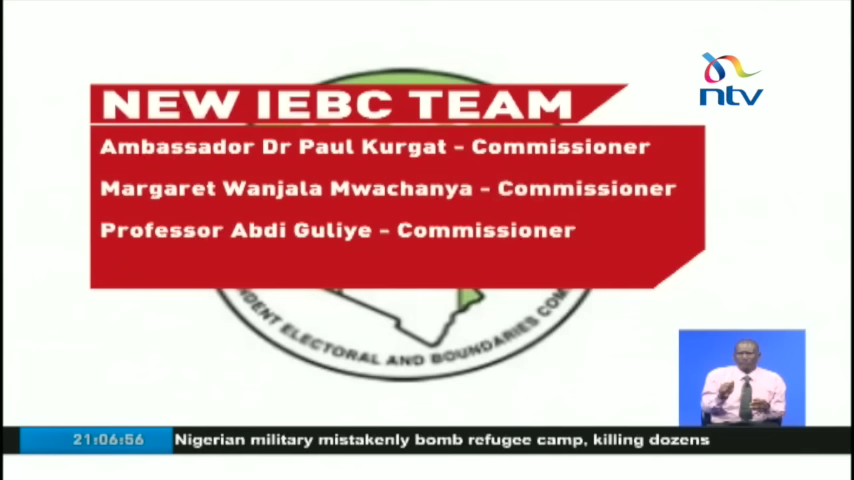 NEW IEBC TEAM
ntv
Ambassador Dr Paul Kurgat - Commissioner
Margaret Wanjala Mwachanya - Commissioner
Professor Abdi Guliye - Commissioner
ELECTORAL AND BOUNDARIES
21:06:56
Nigerian military mistakenly bomb refugee camp, killing dozens